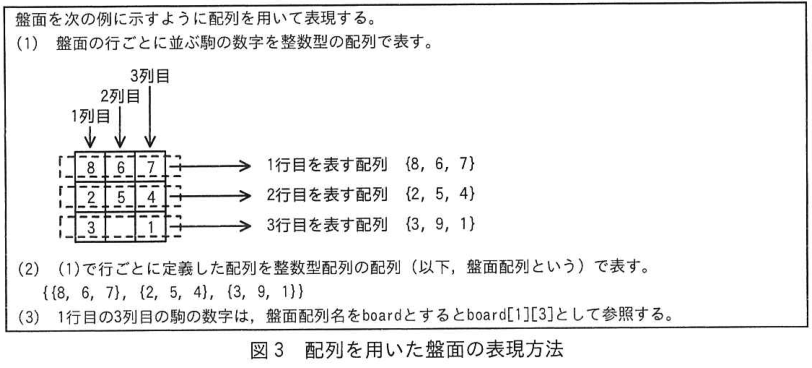 盤面を次の例に示すように配列を用いて表現する。
(1) 盤面の行ごとに並ぶ駒の数字を整数型の配列で表す。
3列目
2列目
1列目
8 6 7 1行目を表す配列 {8, 6, 7}
2 5 4 2行目を表す配列 {2, 5, 4}
3 1 3行目を表す配列 {3, 9, 1}
(2) (1)で行ごとに定義した配列を整数型配列の配列(以下,盤面配列という)で表す。
{{8, 6, 7}, {2, 5, 4}, {3, 9, 1}}
(3) 1行目の3列目の駒の数字は,盤面配列名をboardとするとboard[1][3]として参照する。
図3 配列を用いた盤面の表現方法